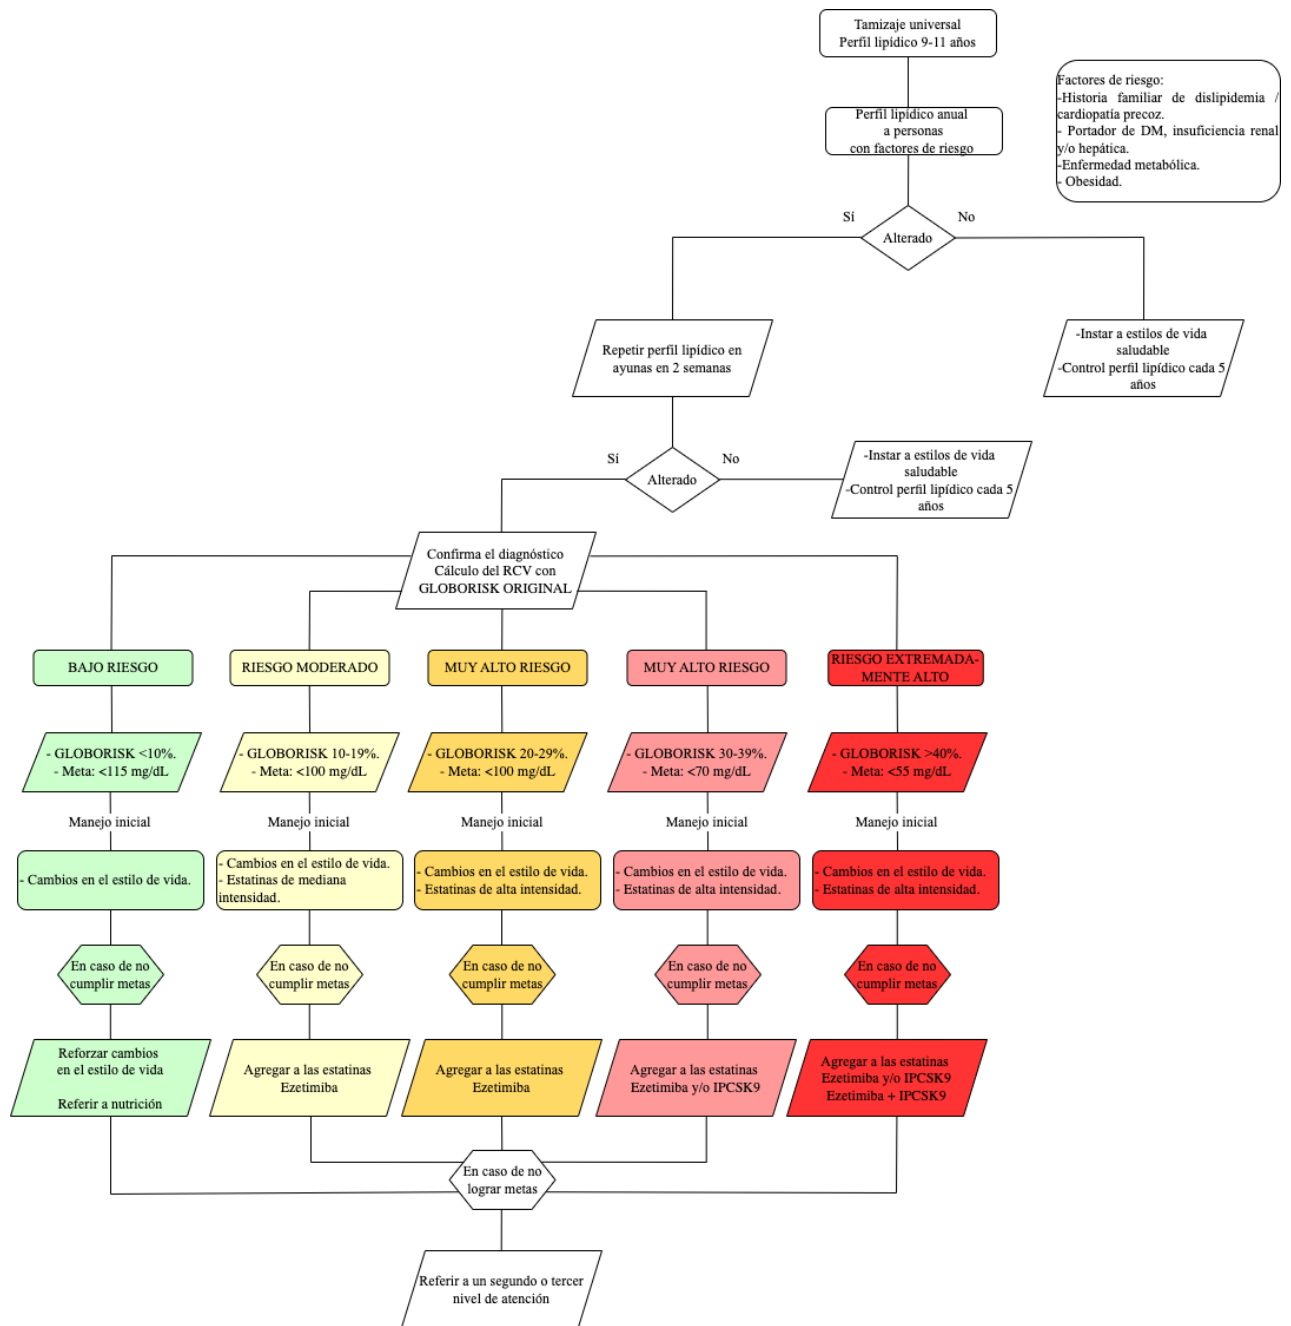 Tamizaje universal
Perfil lipídico 9-11 años
Factores de riesgo:
-Historia familiar de dislipidemia /
cardiopatía precoz.
- Portador de DM, insuficiencia renal
y/o hepática.
-Enfermedad metabólica.
- Obesidad.
Perfil lipídico anual
a personas
con factores de riesgo
Sí
No
Alterado
Repetir perfil lipídico en
ayunas en 2 semanas
-Instar a estilos de vida
saludable
-Control perfil lipídico cada 5
años
Sí
No
Alterado
-Instar a estilos de vida
saludable
-Control perfil lipídico cada 5
años
Confirma el diagnóstico
Cálculo del RCV con
GLOBORISK ORIGINAL
BAJO RIESGO
RIESGO MODERADO
MUY ALTO RIESGO
MUY ALTO RIESGO
RIESGO EXTREMADA-
MENTE ALTO
- GLOBORISK <10%.
- Meta: <115 mg/dL
- GLOBORISK 10-19%.
- Meta: <100 mg/dL
- GLOBORISK 20-29%.
- Meta: <100 mg/dL
- GLOBORISK 30-39%.
- Meta: <70 mg/dL
- GLOBORISK >40%.
- Meta: <55 mg/dL
Manejo inicial
Manejo inicial
Manejo inicial
Manejo inicial
Manejo inicial
- Cambios en el estilo de vida.
- Cambios en el estilo de vida.
- Estatinas de mediana
intensidad.
- Cambios en el estilo de vida.
- Estatinas de alta intensidad.
- Cambios en el estilo de vida.
- Estatinas de alta intensidad.
- Cambios en el estilo de vida.
- Estatinas de alta intensidad.
En caso de no
cumplir metas
En caso de no
cumplir metas
En caso de no
cumplir metas
En caso de no
cumplir metas
En caso de no
cumplir metas
Reforzar cambios
en el estilo de vida
Referir a nutrición
Agregar a las estatinas
Ezetimiba
Agregar a las estatinas
Ezetimiba
Agregar a las estatinas
Ezetimiba y/o IPCSK9
Agregar a las estatinas
Ezetimiba y/o IPCSK9
Ezetimiba + IPCSK9
En caso de no
lograr metas
Referir a un segundo o tercer
nivel de atención